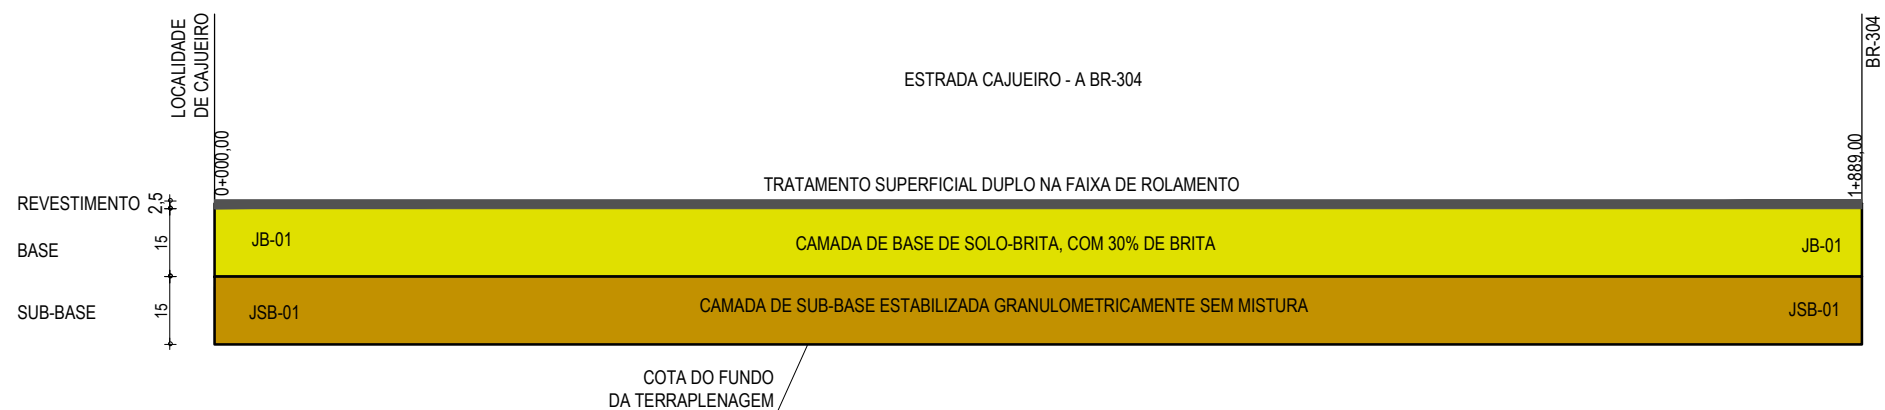 LOCALIDADE
DE CAJUEIRO
BR-304
ESTRADA CAJUEIRO - A BR-304
0+000,00
1+889,00
TRATAMENTO SUPERFICIAL DUPLO NA FAIXA DE ROLAMENTO
REVESTIMENTO 2,5
BASE 15 JB-01 CAMADA DE BASE DE SOLO-BRITA, COM 30% DE BRITA JB-01
SUB-BASE 15 JSB-01 CAMADA DE SUB-BASE ESTABILIZADA GRANULOMETRICAMENTE SEM MISTURA JSB-01
COTA DO FUNDO
DA TERRAPLENAGEM